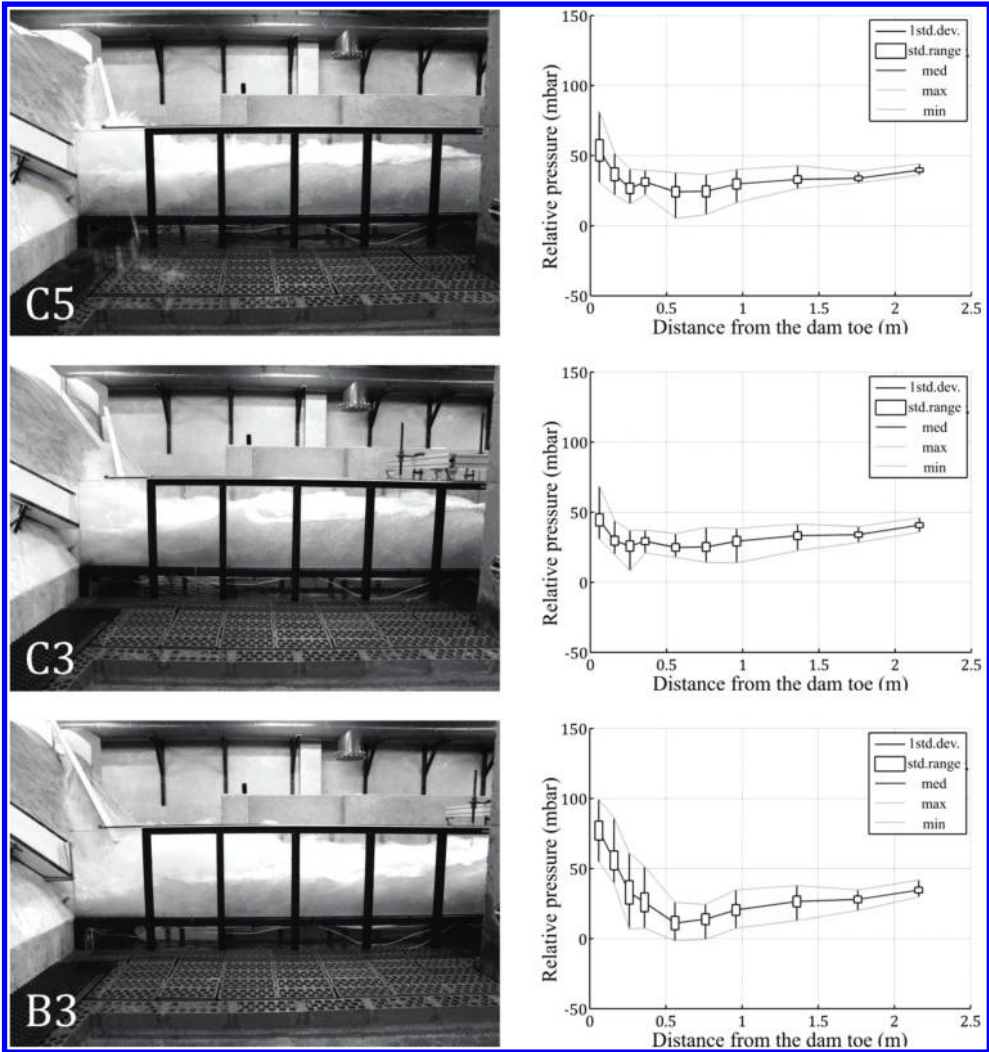 C5
150
100
50
0
-50
0 0.5 1 1.5 2 2.5
Relative pressure (mbar)
Distance from the dam toe (m)
1std.dev.
std.range
med
max
min
C3
150
100
50
0
-50
0 0.5 1 1.5 2 2.5
Relative pressure (mbar)
Distance from the dam toe (m)
1std.dev.
std.range
med
max
min
B3
150
100
50
0
-50
0 0.5 1 1.5 2 2.5
Relative pressure (mbar)
Distance from the dam toe (m)
1std.dev.
std.range
med
max
min